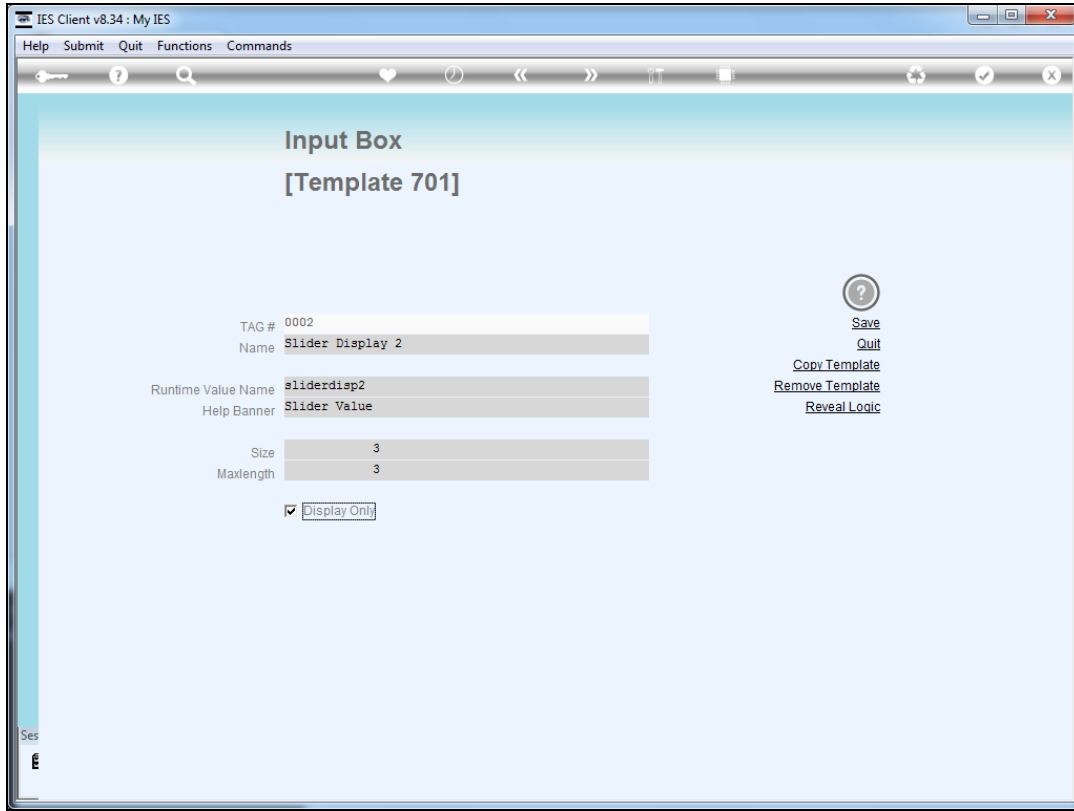 IES Client v8.34 : My IES
Help Submit Quit Functions Commands
Input Box
[Template 701]
TAG # 0002
Save
Name Slider Display 2
Quit
Copy Template
Runtime Value Name sliderdisp2
Remove Template
Help Banner Slider Value
Reveal Logic
Size 3
Maxlength 3
Display Only
Ses